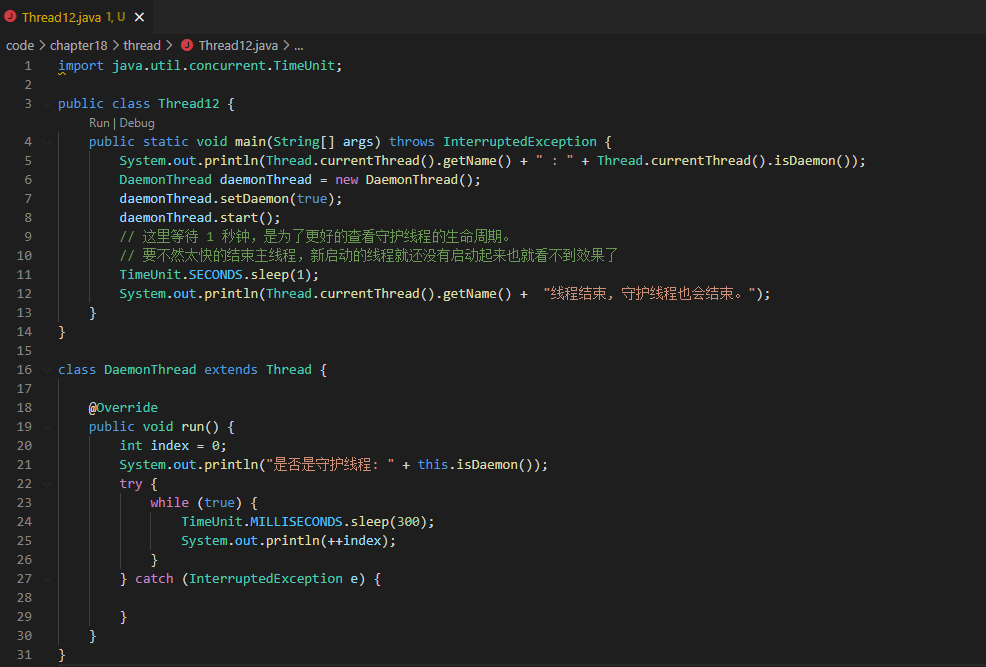 Thread12.java 1, U ×
code > chapter18 > thread > Thread12.java > ...
1 import java.util.concurrent.TimeUnit;
2
3 public class Thread12 {
Run | Debug
4 public static void main(String[] args) throws InterruptedException {
5 System.out.println(Thread.currentThread().getName() + " : " + Thread.currentThread().isDaemon());
6 DaemonThread daemonThread = new DaemonThread();
7 daemonThread.setDaemon(true);
8 daemonThread.start();
9 // 这里等待 1 秒钟，是为了更好的查看守护线程的生命周期。
10 // 要不然太快的结束主线程，新启动的线程就还没有启动起来也就看不到效果了
11 TimeUnit.SECONDS.sleep(1);
12 System.out.println(Thread.currentThread().getName() +  "线程结束, 守护线程也会结束。");
13 }
14 }
15
16 class DaemonThread extends Thread {
17
18 @Override
19 public void run() {
20 int index = 0;
21 System.out.println("是否是守护线程: " + this.isDaemon());
22 try {
23 while (true) {
24 TimeUnit.MILLISECONDS.sleep(300);
25 System.out.println(++index);
26 }
27 } catch (InterruptedException e) {
28
29 }
30 }
31 }